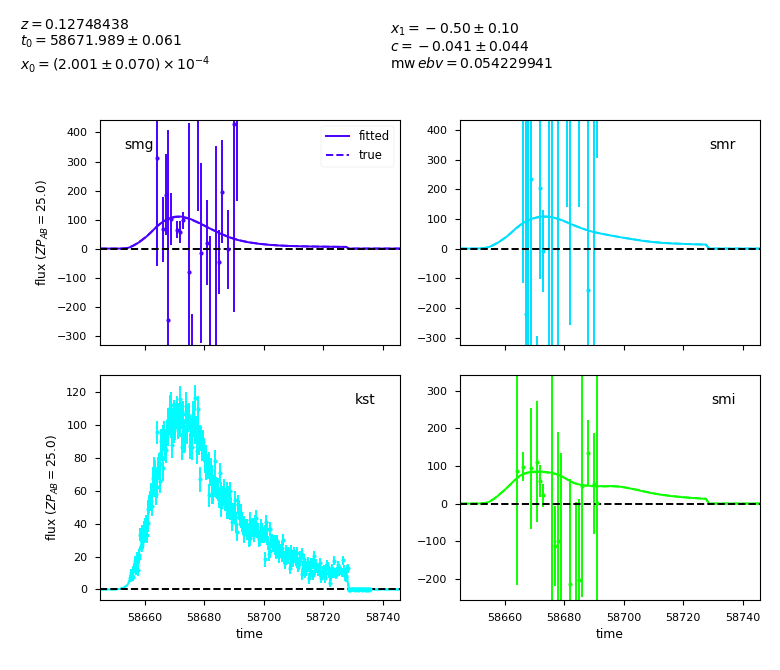 z = 0.12748438
t₀ = 58671.989 ± 0.061
x₀ = (2.001 ± 0.070) × 10⁻⁴
x₁ = −0.50 ± 0.10
c = −0.041 ± 0.044
mwebv = 0.054229941
smg
fitted
true
400
300
200
100
0
−100
−200
−300
flux (ZP_AB = 25.0)
smr
400
300
200
100
0
−100
−200
−300
kst
120
100
80
60
40
20
0
flux (ZP_AB = 25.0)
58660 58680 58700 58720 58740
time
smi
300
200
100
0
−100
−200
58660 58680 58700 58720 58740
time